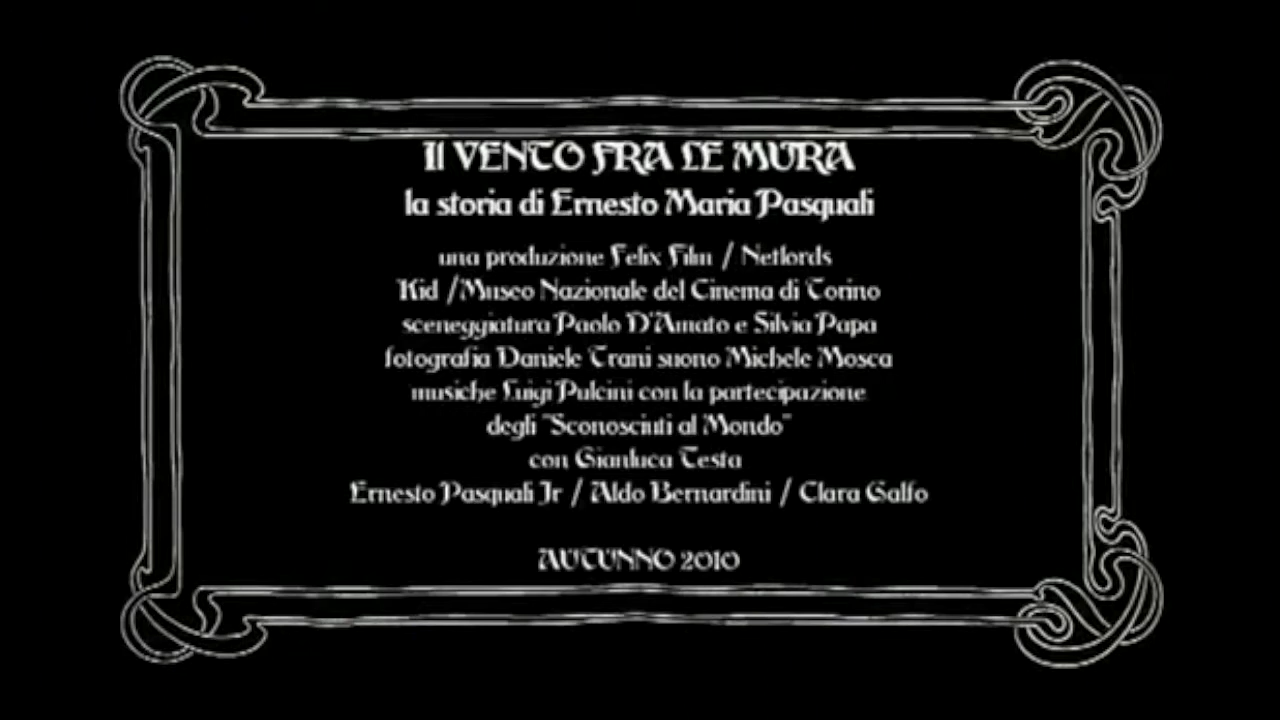 Il VENTO FRA LE MURA
la storia di Ernesto Maria Pasquali
una produzione Felix Film / Netlords
Kid /Museo Nazionale del Cinema di Torino
sceneggiatura Paolo D'Amato e Silvia Papa
fotografia Daniele Trani suono Michele Mosca
musiche Luigi Pulcini con la partecipazione
degli "Sconosciuti al Mondo"
con Gianluca Testa
Ernesto Pasquali Jr / Aldo Bernardini / Clara Galfo
AUTUNNO 2010